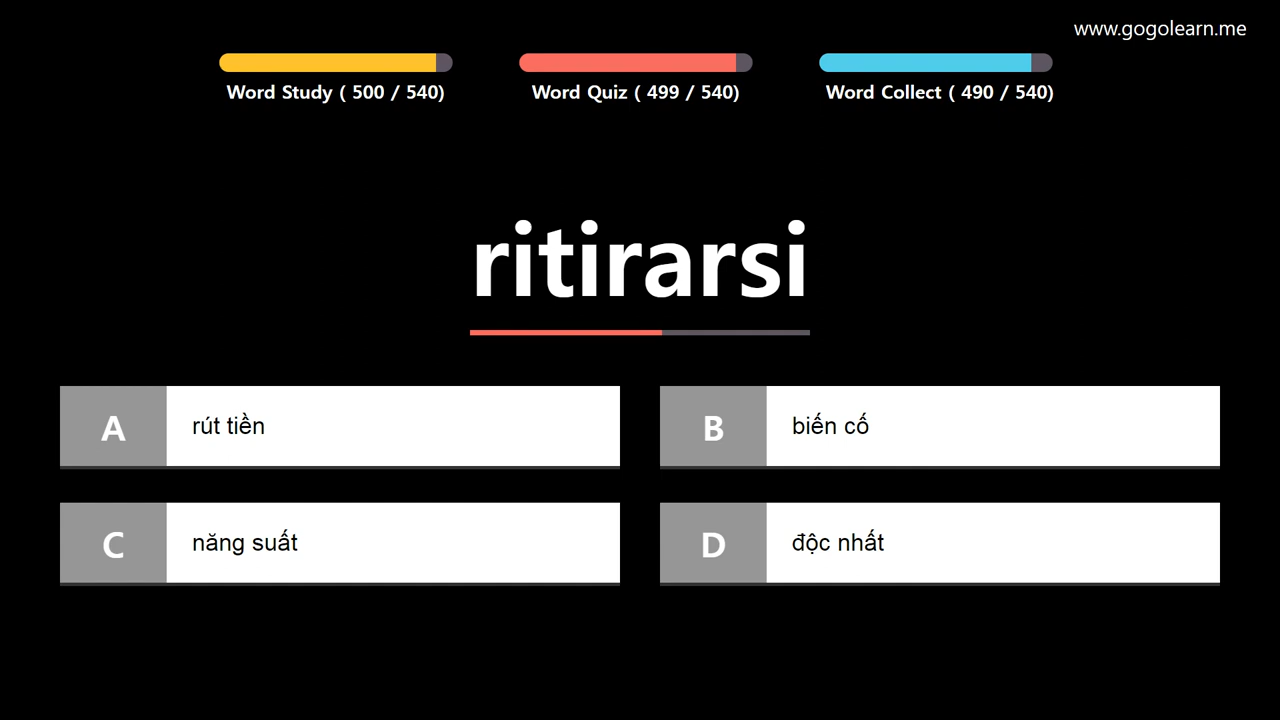 www.gogolearn.me
Word Study ( 500 / 540)
Word Quiz ( 499 / 540)
Word Collect ( 490 / 540)
ritirarsi
A
rút tiền
B
biến cố
C
năng suất
D
độc nhất